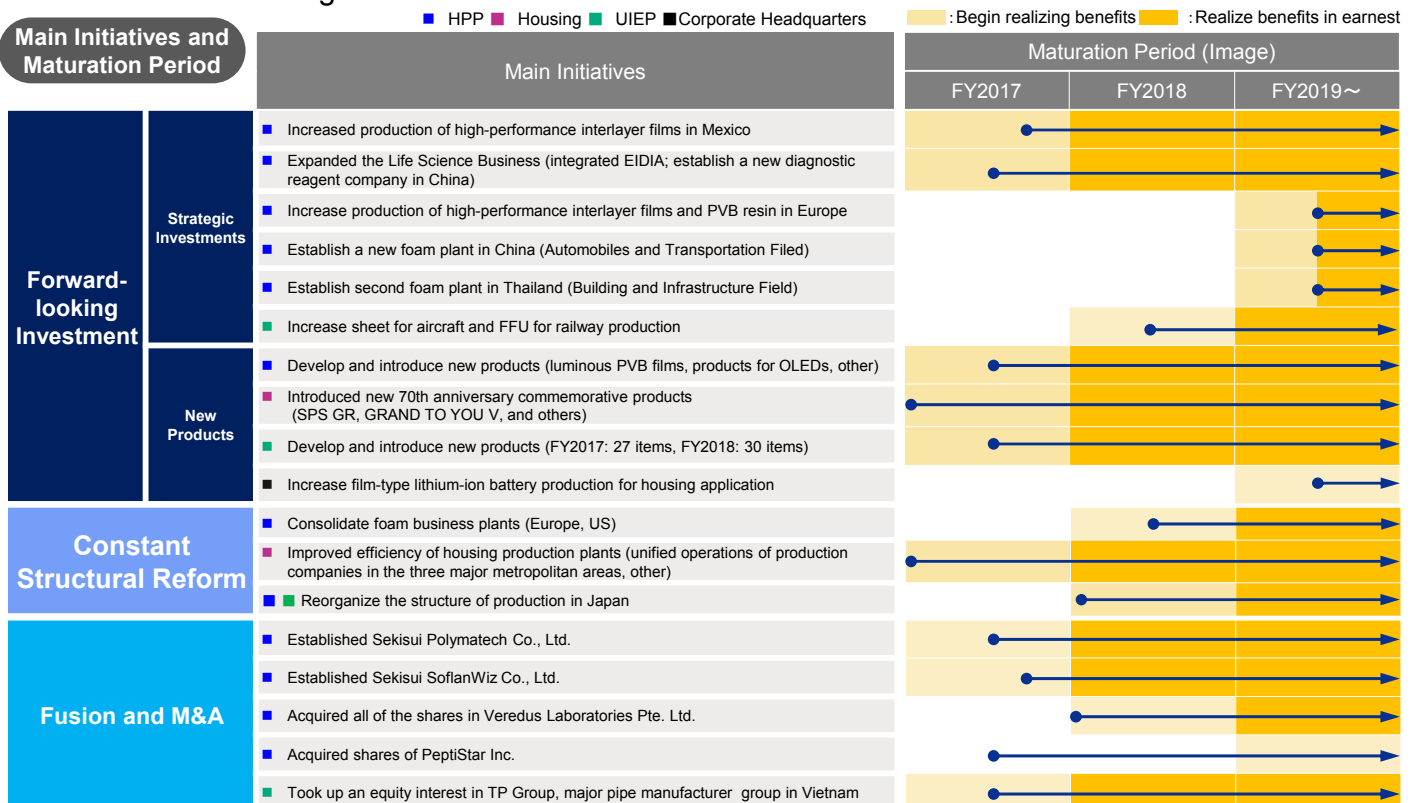 HPP Housing UIEP Corporate Headquarters
:Begin realizing benefits :Realize benefits in earnest
Main Initiatives and
Maturation Period
Main Initiatives
Maturation Period (Image)
FY2017 FY2018 FY2019～
Forward-
looking
Investment
Strategic
Investments
Increased production of high-performance interlayer films in Mexico
Expanded the Life Science Business (integrated EIDIA; establish a new diagnostic
reagent company in China)
Increase production of high-performance interlayer films and PVB resin in Europe
Establish a new foam plant in China (Automobiles and Transportation Filed)
Establish second foam plant in Thailand (Building and Infrastructure Field)
Increase sheet for aircraft and FFU for railway production
New
Products
Develop and introduce new products (luminous PVB films, products for OLEDs, other)
Introduced new 70th anniversary commemorative products
(SPS GR, GRAND TO YOU V, and others)
Develop and introduce new products (FY2017: 27 items, FY2018: 30 items)
Increase film-type lithium-ion battery production for housing application
Constant
Structural Reform
Consolidate foam business plants (Europe, US)
Improved efficiency of housing production plants (unified operations of production
companies in the three major metropolitan areas, other)
Reorganize the structure of production in Japan
Fusion and M&A
Established Sekisui Polymatech Co., Ltd.
Established Sekisui SoflanWiz Co., Ltd.
Acquired all of the shares in Veredus Laboratories Pte. Ltd.
Acquired shares of PeptiStar Inc.
Took up an equity interest in TP Group, major pipe manufacturer group in Vietnam